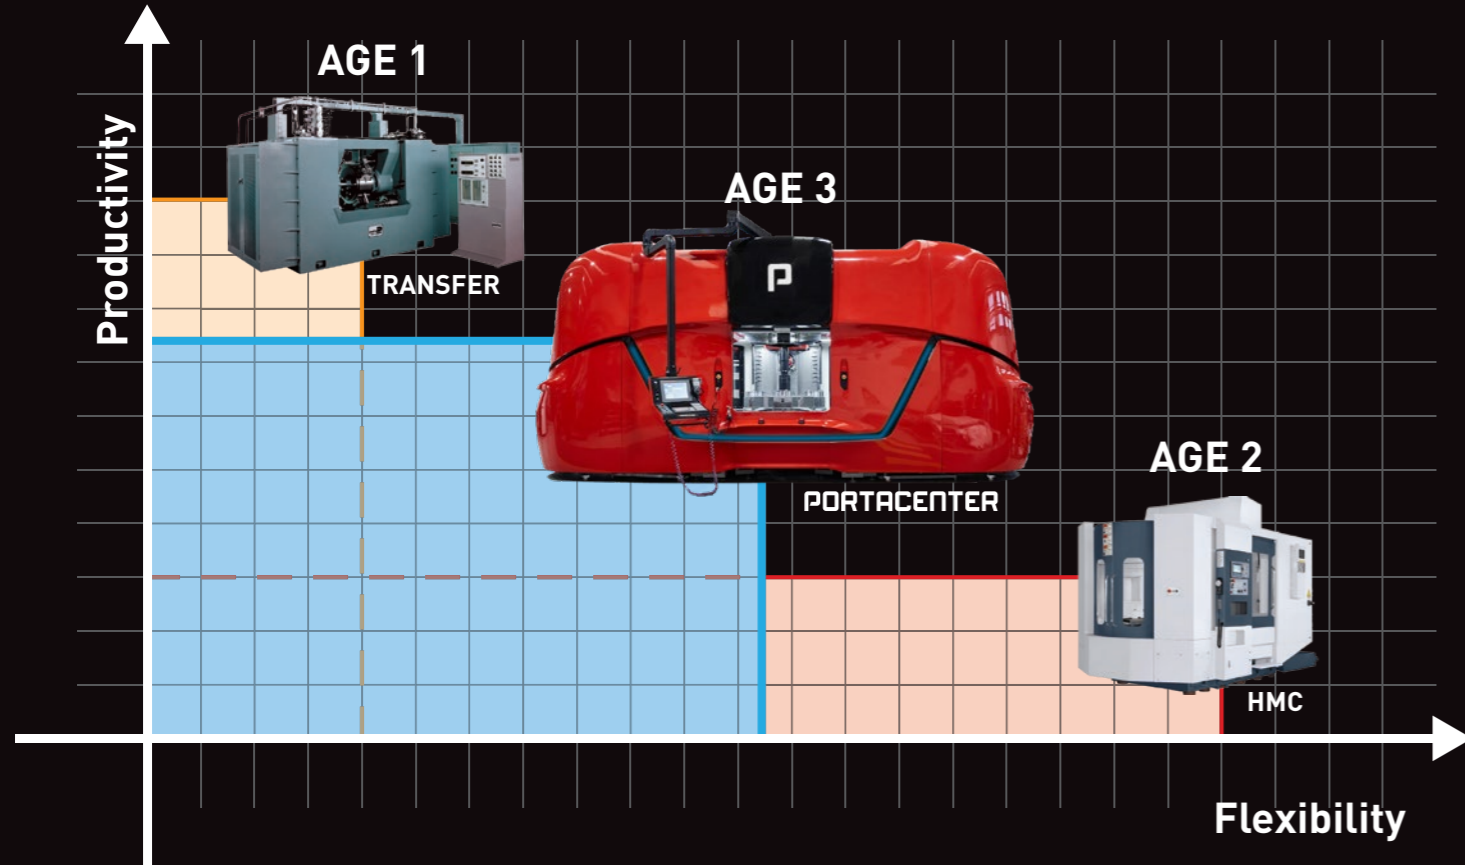 AGE 1
Productivity
AGE 3
TRANSFER
P
AGE 2
PORTACENTER
HMC
Flexibility